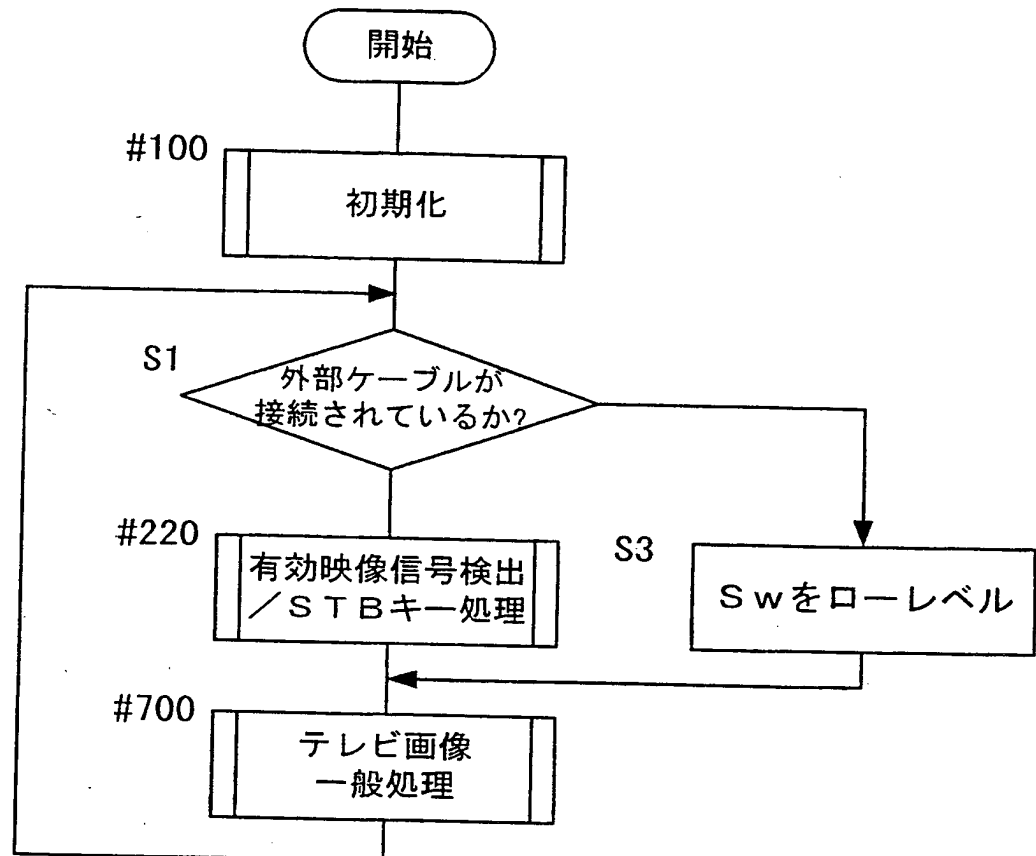 開始
#100
初期化
S1
外部ケーブルが
接続されているか?
#220
有効映像信号検出
／ＳＴＢキー処理
S3
Ｓｗをローレベル
#700
テレビ画像
一般処理